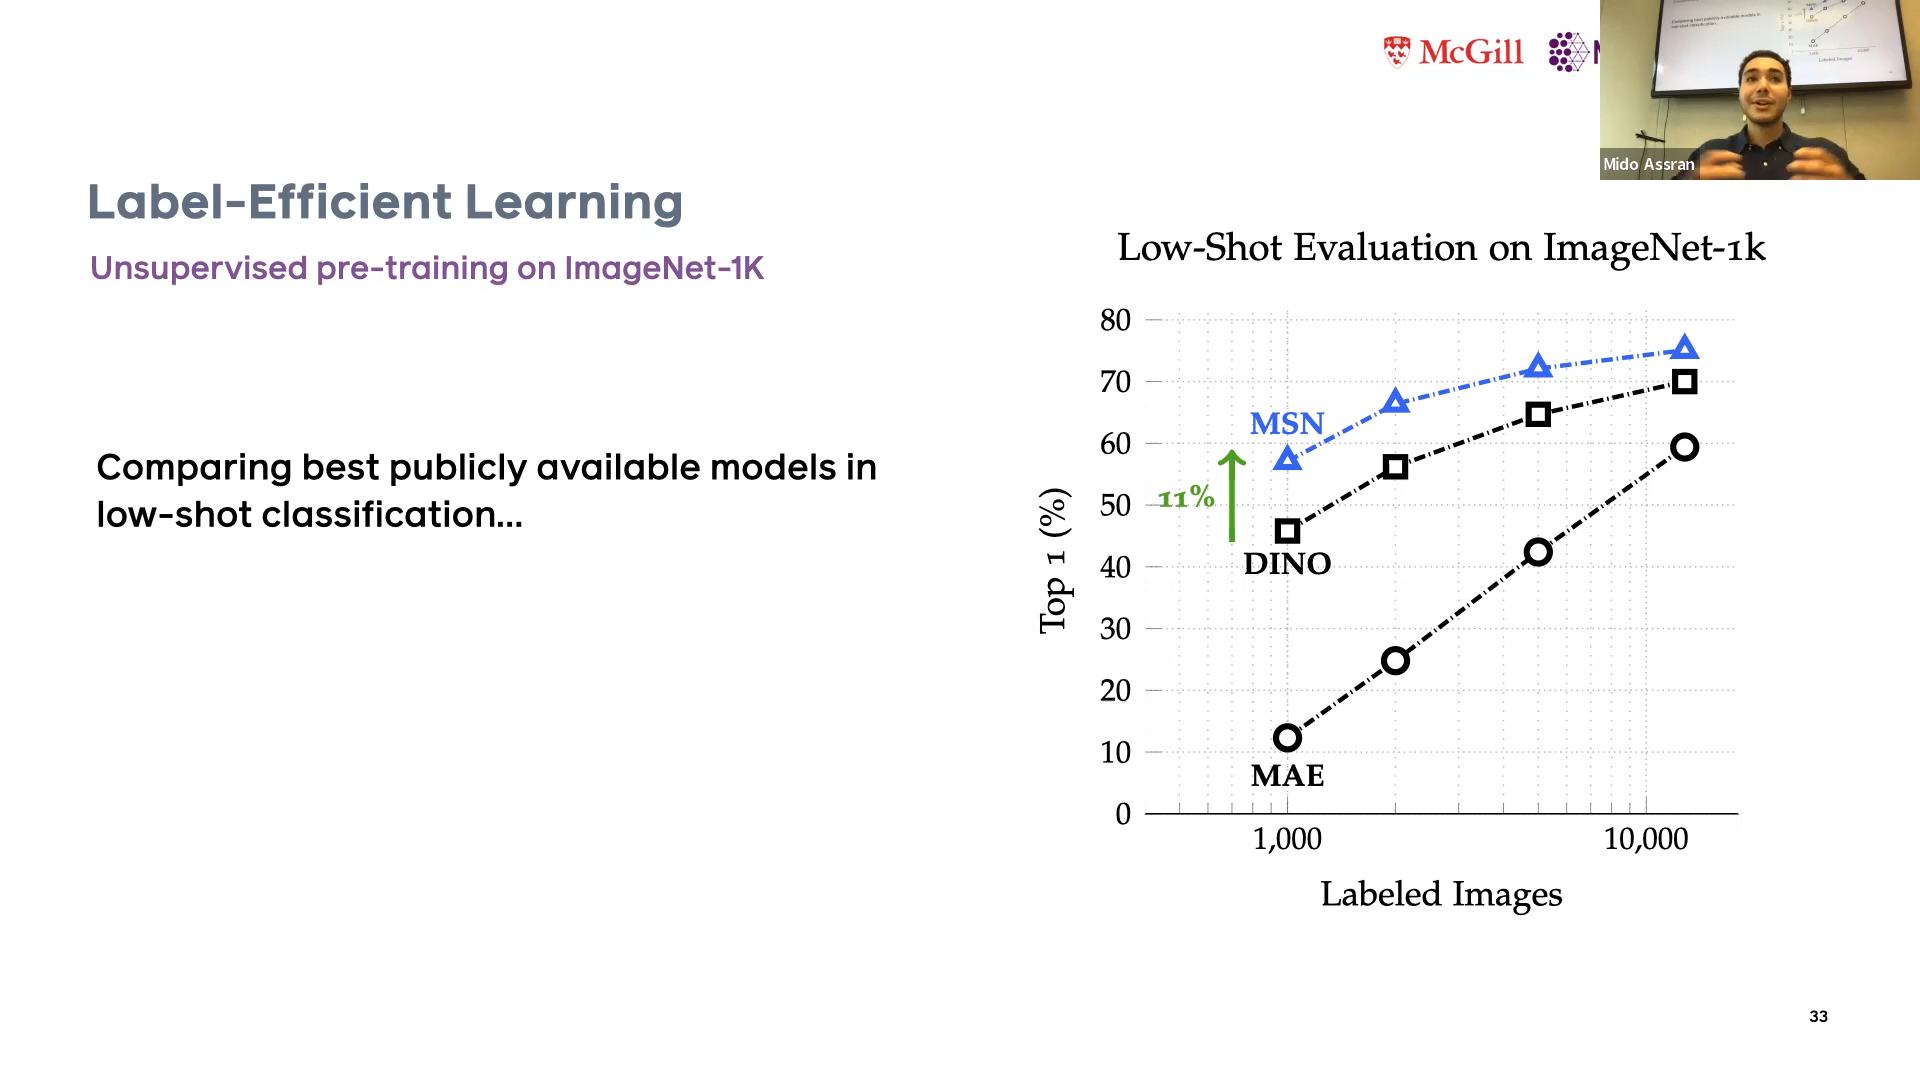 McGill
Mido Assran
Label-Efficient Learning
Unsupervised pre-training on ImageNet-1K
Comparing best publicly available models in
low-shot classification...
Low-Shot Evaluation on ImageNet-1k
80
70
60
50
40
30
20
10
0
Top 1 (%)
MSN
11%
DINO
MAE
1,000
10,000
Labeled Images
33